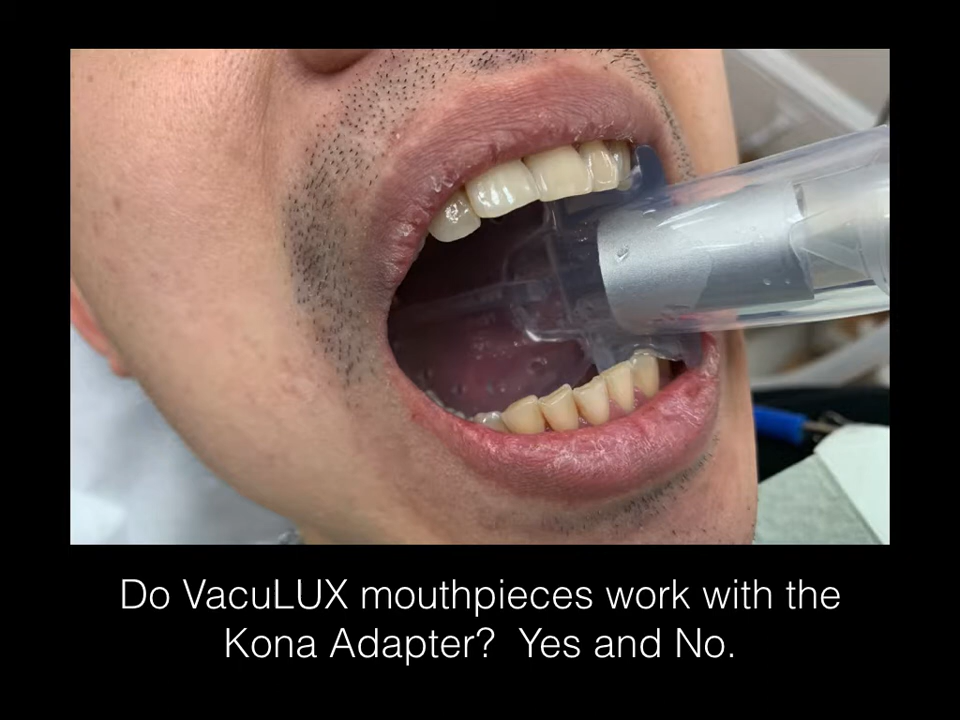 Do VacuLUX mouthpieces work with the
Kona Adapter?  Yes and No.